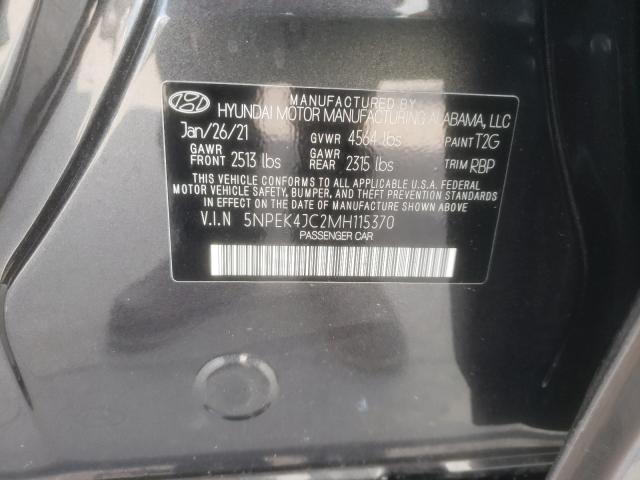 MANUFACTURED BY
HYUNDAI MOTOR MANUFACTURING ALABAMA, LLC
Jan/26/21 GVWR 4564 lbs PAINT T2G
GAWR FRONT 2513 lbs GAWR REAR 2315 lbs TRIM RBP
THIS VEHICLE CONFORMS TO ALL APPLICABLE U.S.A. FEDERAL
MOTOR VEHICLE SAFETY, BUMPER, AND THEFT PREVENTION STANDARDS
IN EFFECT ON THE DATE OF MANUFACTURE SHOWN ABOVE.
V.I.N 5NPEK4JC2MH115370
PASSENGER CAR